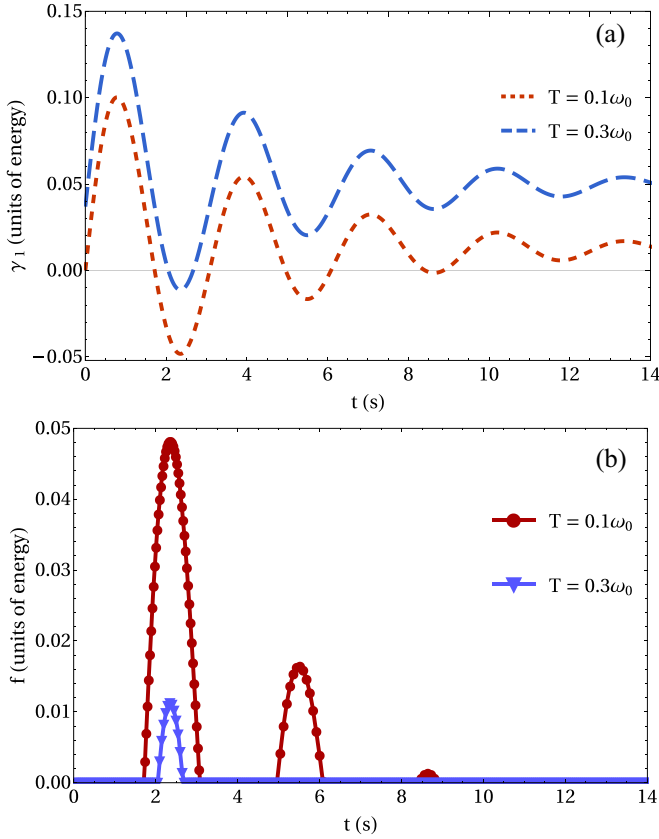 (a)
γ1 (units of energy)
0.15
0.10
0.05
0.00
−0.05
T = 0.1ω0
T = 0.3ω0
0 2 4 6 8 10 12 14
t (s)
(b)
f (units of energy)
0.05
0.04
0.03
0.02
0.01
0.00
T = 0.1ω0
T = 0.3ω0
0 2 4 6 8 10 12 14
t (s)